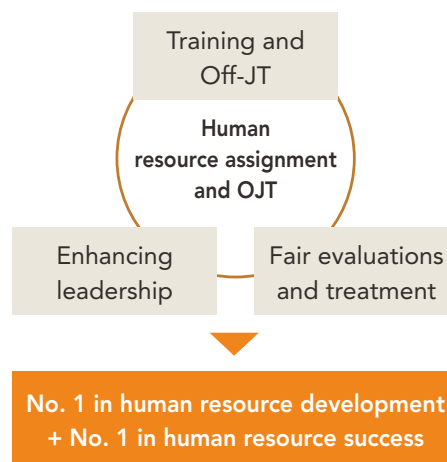 Training and
Off-JT
Human
resource assignment
and OJT
Enhancing
leadership
Fair evaluations
and treatment
No. 1 in human resource development
+ No. 1 in human resource success